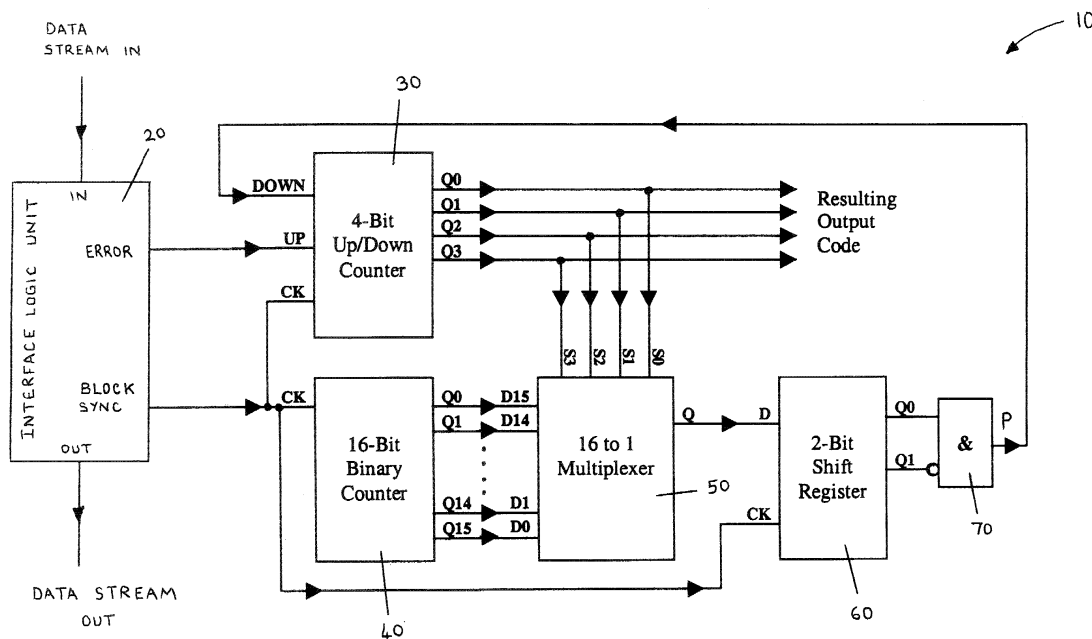 10
DATA
STREAM IN
20
IN
INTERFACE LOGIC UNIT
ERROR
BLOCK
SYNC
OUT
DATA STREAM
OUT
30
DOWN
UP
CK
4-Bit
Up/Down
Counter
Q0
Q1
Q2
Q3
Resulting
Output
Code
S3
S2
S1
S0
CK
16-Bit
Binary
Counter
40
Q0
Q1
Q14
Q15
D15
D14
D1
D0
16 to 1
Multiplexer
50
Q
D
CK
2-Bit
Shift
Register
60
Q0
Q1
&
70
P